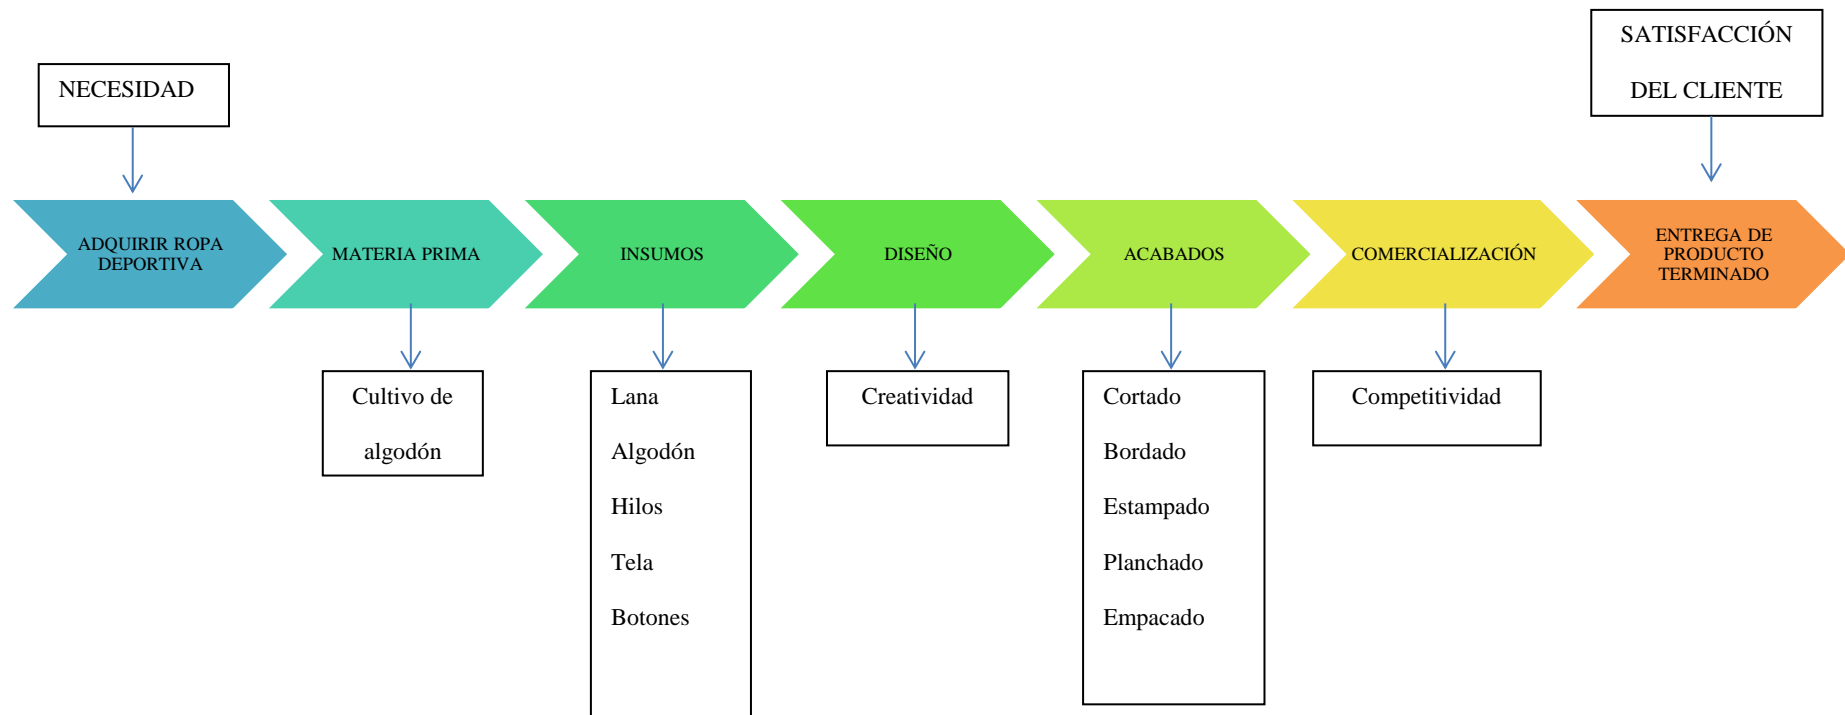 NECESIDAD
SATISFACCIÓN
DEL CLIENTE
ADQUIRIR ROPA
DEPORTIVA
MATERIA PRIMA
INSUMOS
DISEÑO
ACABADOS
COMERCIALIZACIÓN
ENTREGA DE
PRODUCTO
TERMINADO
Cultivo de
algodón
Lana
Algodón
Hilos
Tela
Botones
Creatividad
Cortado
Bordado
Estampado
Planchado
Empacado
Competitividad